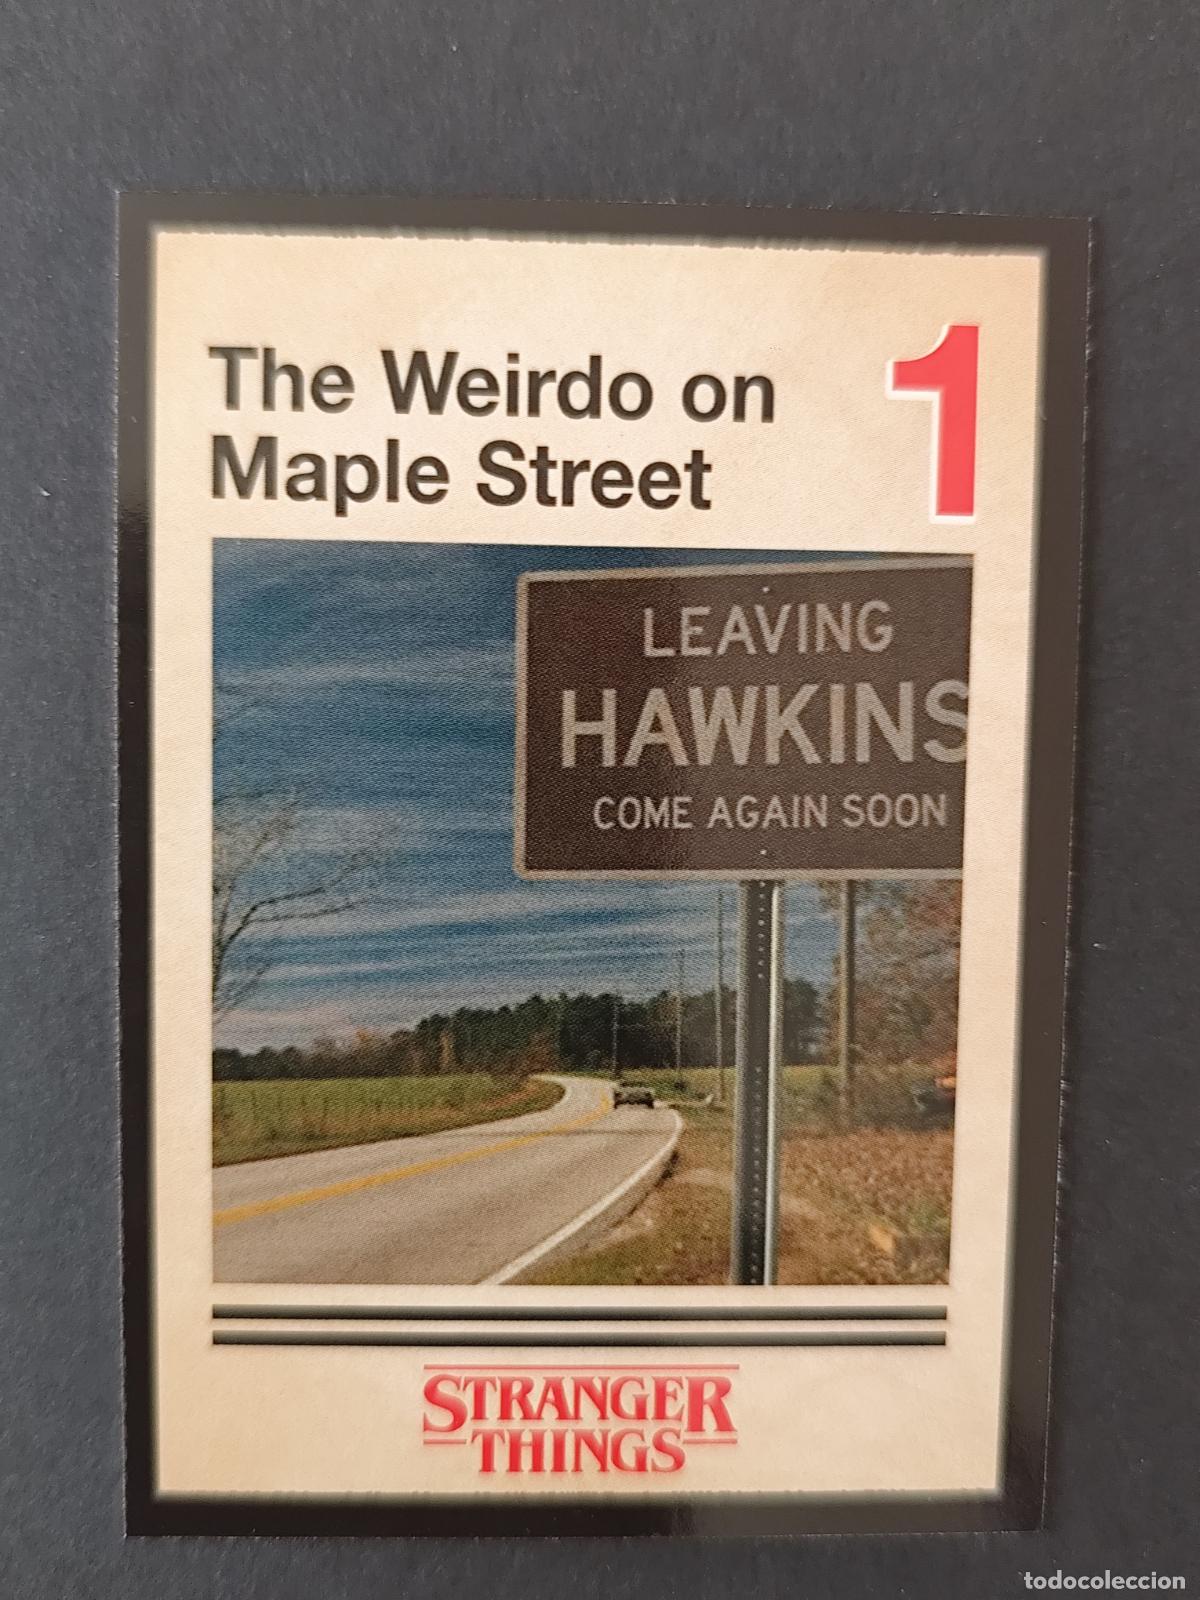 The Weirdo on
Maple Street
1
LEAVING
HAWKINS
COME AGAIN SOON
STRANGER
THINGS
todocoleccion